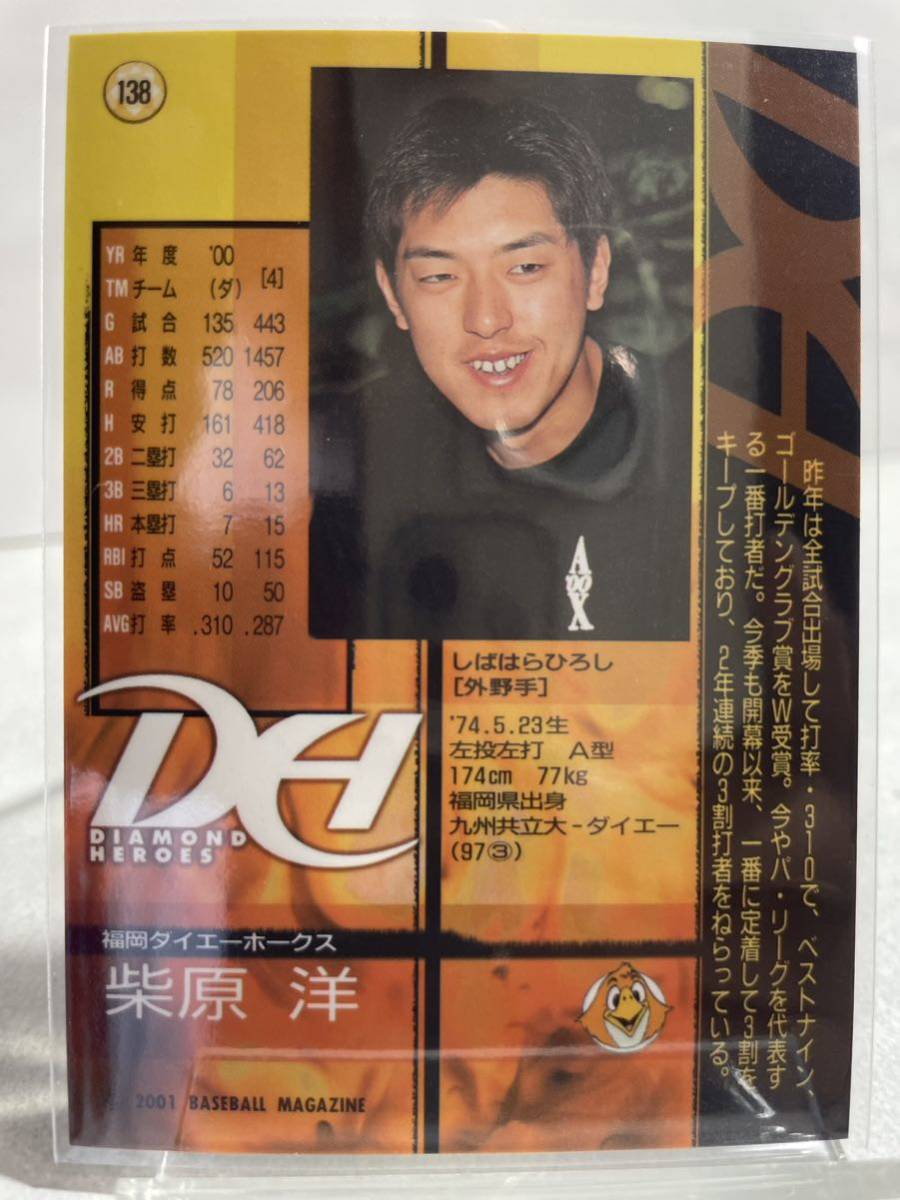 138
YR 年度 '00 [4]
TM チーム (ダ)
G 試合 135 443
AB 打数 520 1457
R 得点 78 206
H 安打 161 418
2B 二塁打 32 62
3B 三塁打 6 13
HR 本塁打 7 15
RBI 打点 52 115
SB 盗塁 10 50
AVG 打率 .310 .287
A
00
X
しばはらひろし
[外野手]
'74.5.23生
左投左打 A型
174cm 77kg
福岡県出身
九州共立大-ダイエー
(97③)
昨年は全試合出場して打率・310で、ベストナイン、
ゴールデングラブ賞をW受賞。今やパ・リーグを代表す
る一番打者だ。今季も開幕以来、一番に定着して3割を
キープしており、2年連続の3割打者をねらっている。
DH
DIAMOND
HEROES
福岡ダイエーホークス
柴原 洋
2001 BASEBALL MAGAZINE